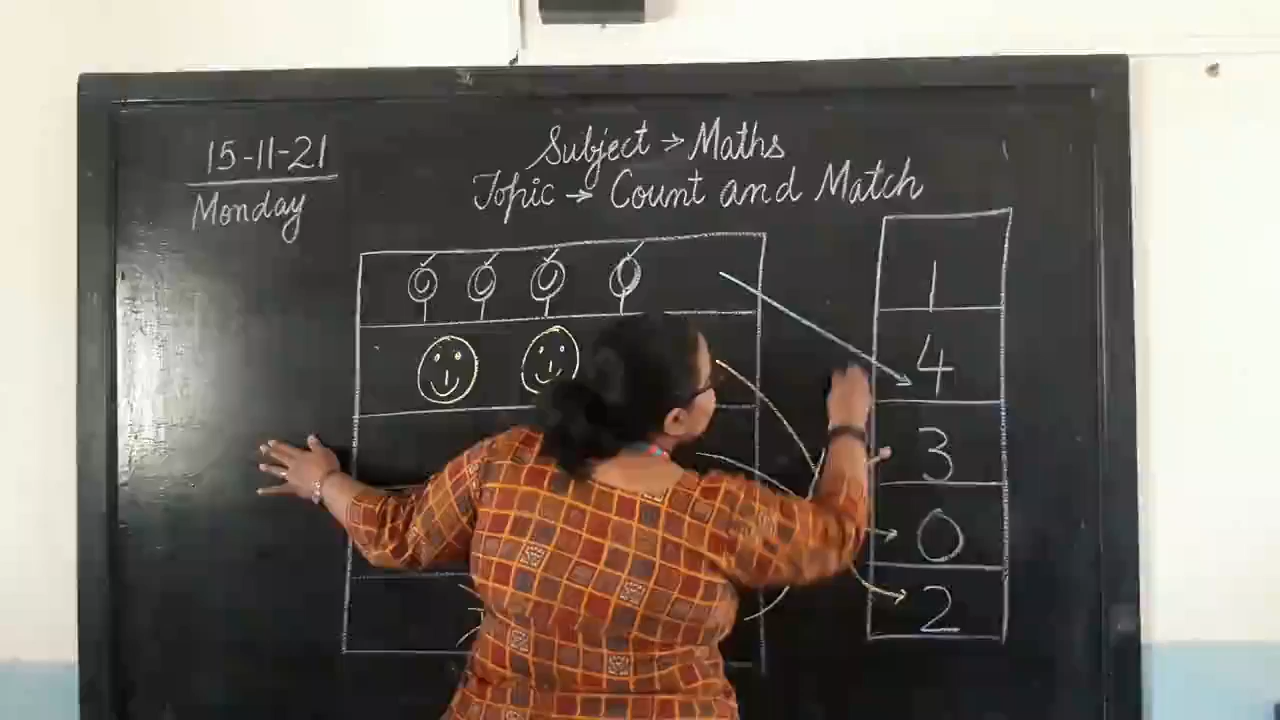 15-11-21
Monday
Subject → Maths
Topic → Count and Match
1
4
3
0
2